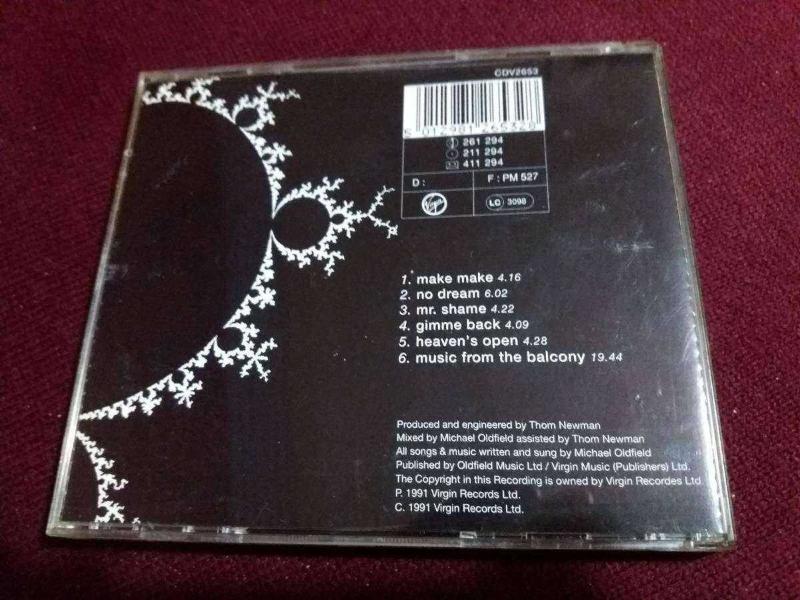 CDV2653
5 012981 265320
261 294
211 294
411 294
D :
F : PM 527
Virgin
LC 3098
1. make make 4.16
2. no dream 6.02
3. mr. shame 4.22
4. gimme back 4.09
5. heaven's open 4.28
6. music from the balcony 19.44
Produced and engineered by Thom Newman
Mixed by Michael Oldfield assisted by Thom Newman
All songs & music written and sung by Michael Oldfield
Published by Oldfield Music Ltd / Virgin Music (Publishers) Ltd.
The Copyright in this Recording is owned by Virgin Recordes Ltd
P. 1991 Virgin Records Ltd.
C. 1991 Virgin Records Ltd.